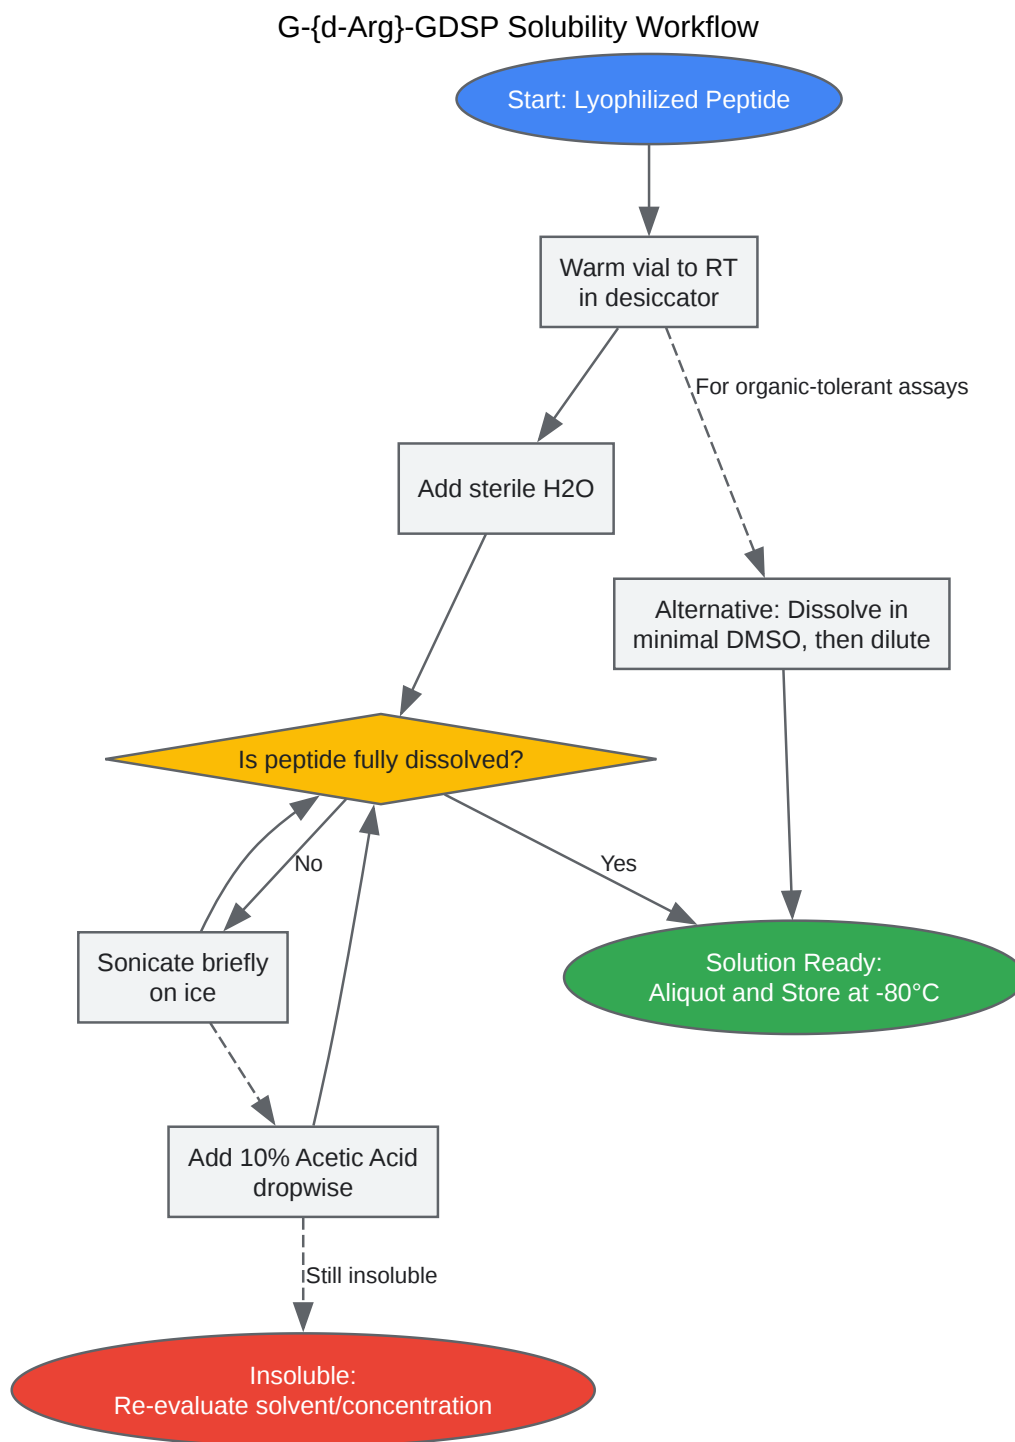 G-{d-Arg}-GDSP Solubility Workflow
Start: Lyophilized Peptide
Warm vial to RT
in desiccator
For organic-tolerant assays
Add sterile H2O
Alternative: Dissolve in
minimal DMSO, then dilute
Is peptide fully dissolved?
No
Yes
Sonicate briefly
on ice
Solution Ready:
Aliquot and Store at -80°C
Add 10% Acetic Acid
dropwise
Still insoluble
Insoluble:
Re-evaluate solvent/concentration